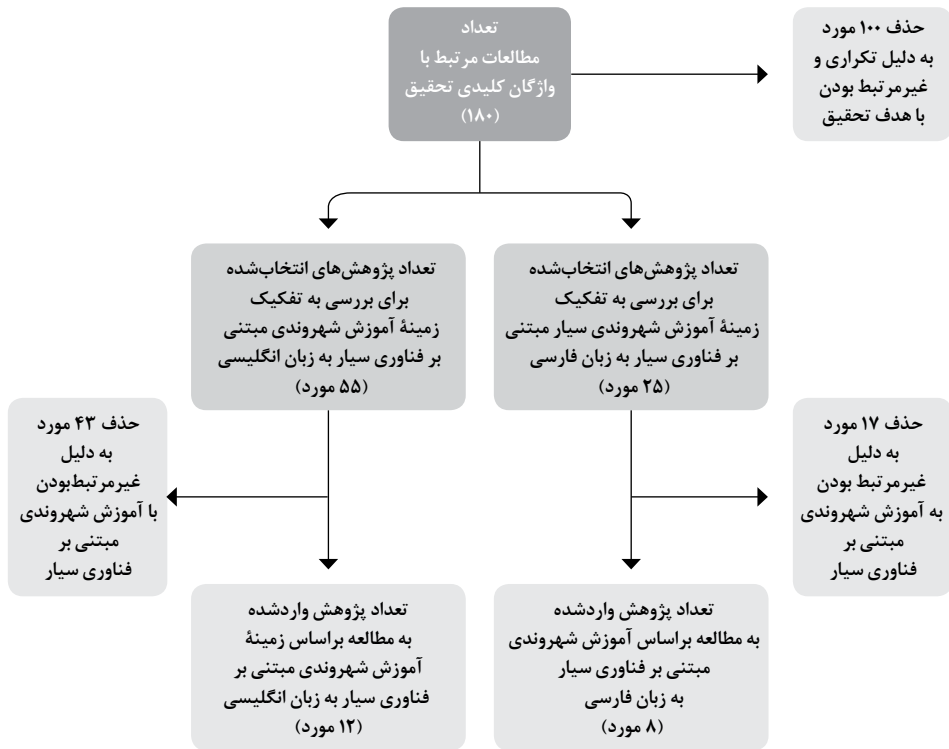 تعداد
مطالعات مرتبط با
واژگان کلیدی تحقیق
(۱۸۰)
حذف ۱۰۰ مورد
به دلیل تکراری و
غیرمرتبط بودن
با هدف تحقیق
تعداد پژوهش‌های انتخاب‌شده
برای بررسی به تفکیک
زمینهٔ آموزش شهروندی سیار مبتنی
بر فناوری سیار به زبان فارسی
(۲۵ مورد)
تعداد پژوهش‌های انتخاب‌شده
برای بررسی به تفکیک
زمینهٔ آموزش شهروندی مبتنی
بر فناوری سیار به زبان انگلیسی
(۵۵ مورد)
حذف ۱۷ مورد
به دلیل
غیرمرتبط بودن
به آموزش شهروندی
مبتنی بر
فناوری سیار
حذف ۴۳ مورد
به دلیل
غیرمرتبط‌بودن
با آموزش شهروندی
مبتنی بر
فناوری سیار
تعداد پژوهش واردشده
به مطالعه براساس آموزش شهروندی
مبتنی بر فناوری سیار
به زبان فارسی
(۸ مورد)
تعداد پژوهش واردشده
به مطالعه براساس زمینهٔ
آموزش شهروندی مبتنی بر
فناوری سیار به زبان انگلیسی
(۱۲ مورد)